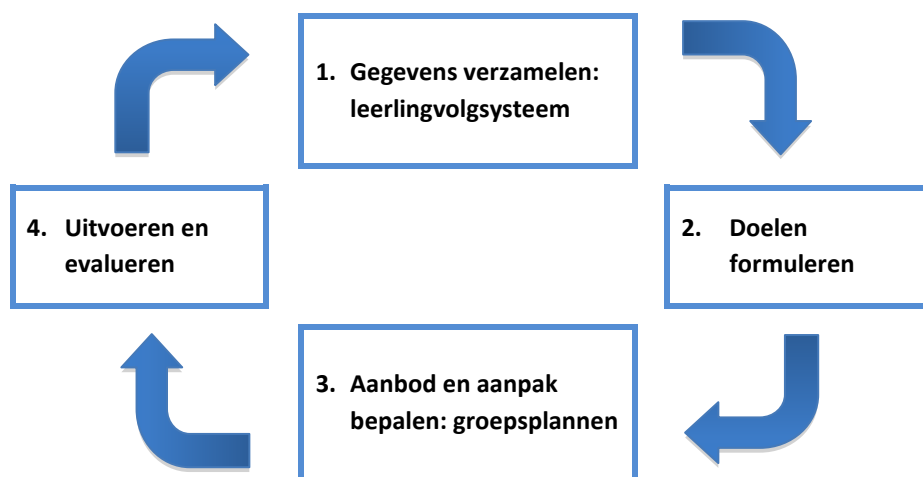 1. Gegevens verzamelen:
leerlingvolgsysteem
2. Doelen
formuleren
3. Aanbod en aanpak
bepalen: groepsplannen
4. Uitvoeren en
evalueren